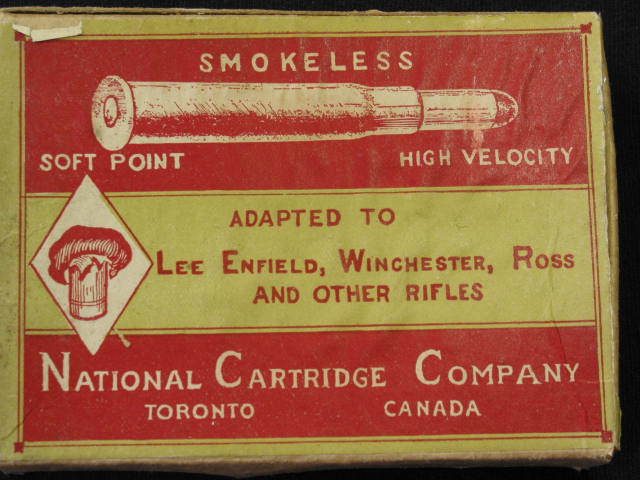 SMOKELESS
SOFT POINT HIGH VELOCITY
ADAPTED TO
LEE ENFIELD, WINCHESTER, ROSS
AND OTHER RIFLES
NATIONAL CARTRIDGE COMPANY
TORONTO CANADA